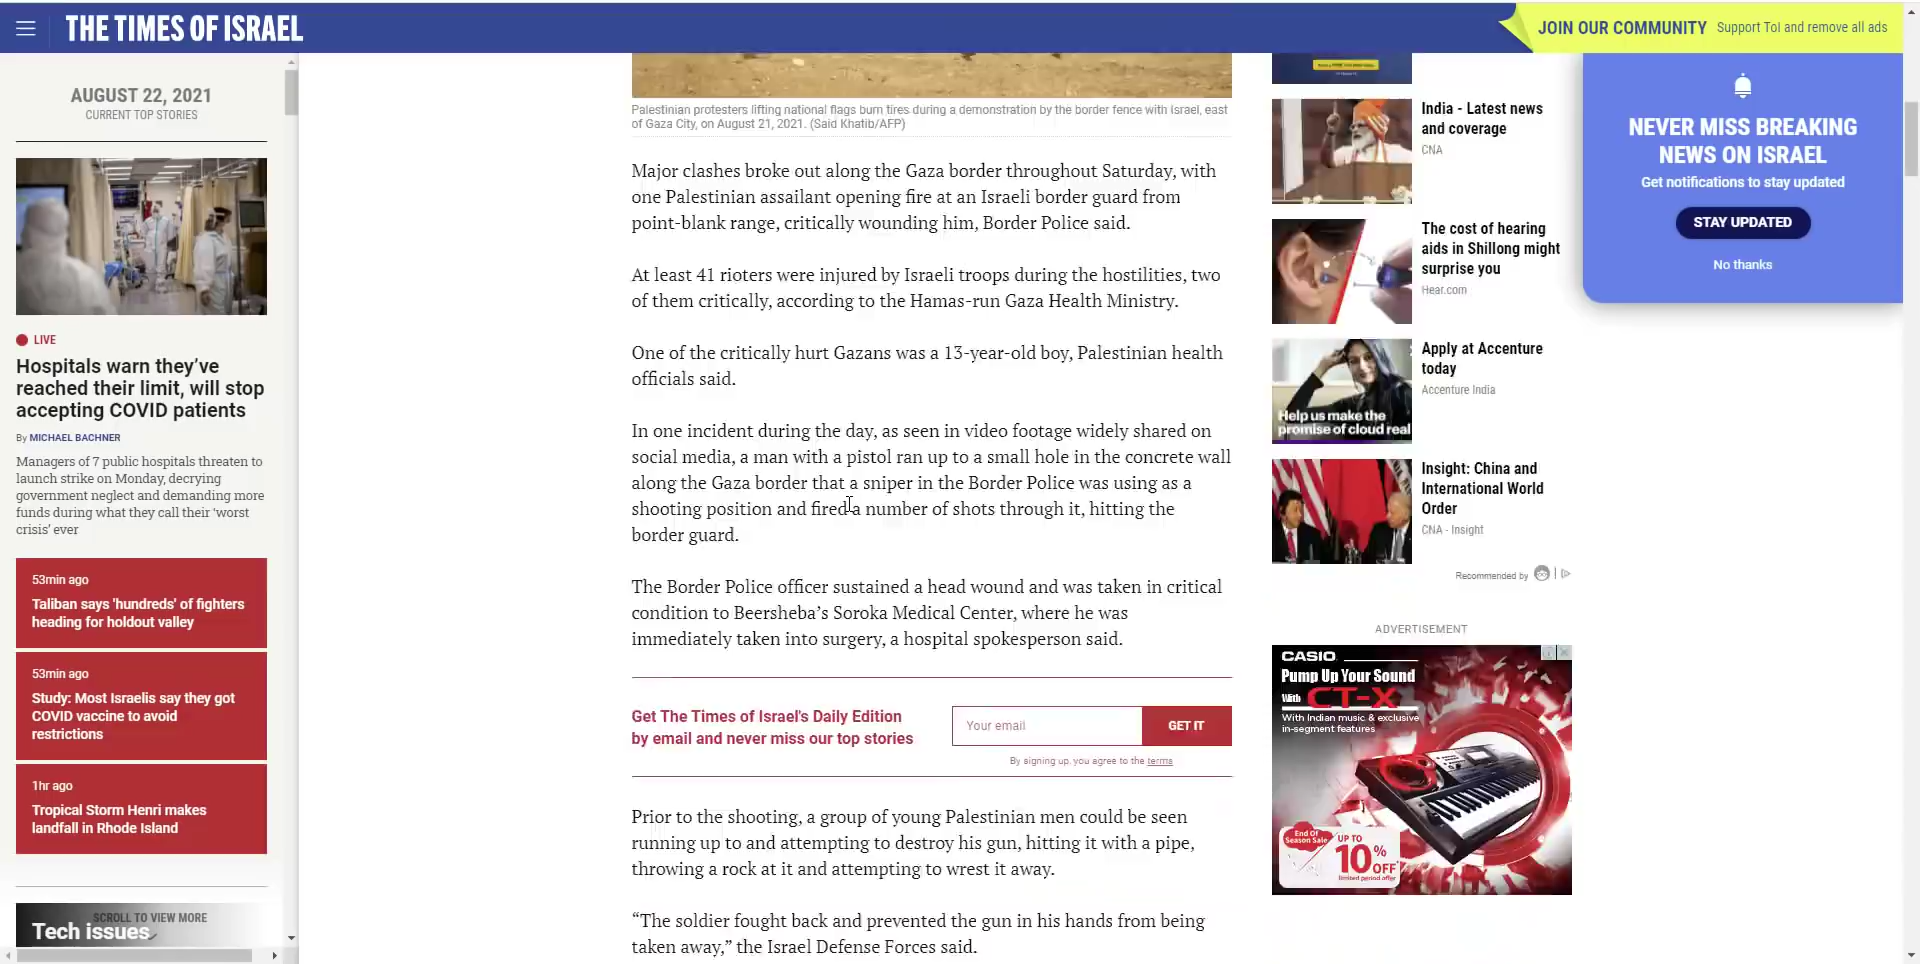 THE TIMES OF ISRAEL
JOIN OUR COMMUNITY Support ToI and remove all ads
AUGUST 22, 2021
CURRENT TOP STORIES
LIVE
Hospitals warn they’ve
reached their limit, will stop
accepting COVID patients
By MICHAEL BACHNER
Managers of 7 public hospitals threaten to
launch strike on Monday, decrying
government neglect and demanding more
funds during what they call their ‘worst
crisis’ ever
53min ago
Taliban says 'hundreds' of fighters
heading for holdout valley
53min ago
Study: Most Israelis say they got
COVID vaccine to avoid
restrictions
1hr ago
Tropical Storm Henri makes
landfall in Rhode Island
SCROLL TO VIEW MORE
Tech issues
Palestinian protesters lifting national flags burn tires during a demonstration by the border fence with Israel, east
of Gaza City, on August 21, 2021. (Said Khatib/AFP)
Major clashes broke out along the Gaza border throughout Saturday, with
one Palestinian assailant opening fire at an Israeli border guard from
point-blank range, critically wounding him, Border Police said.
At least 41 rioters were injured by Israeli troops during the hostilities, two
of them critically, according to the Hamas-run Gaza Health Ministry.
One of the critically hurt Gazans was a 13-year-old boy, Palestinian health
officials said.
In one incident during the day, as seen in video footage widely shared on
social media, a man with a pistol ran up to a small hole in the concrete wall
along the Gaza border that a sniper in the Border Police was using as a
shooting position and fired a number of shots through it, hitting the
border guard.
The Border Police officer sustained a head wound and was taken in critical
condition to Beersheba’s Soroka Medical Center, where he was
immediately taken into surgery, a hospital spokesperson said.
Get The Times of Israel's Daily Edition
by email and never miss our top stories
Your email
GET IT
By signing up, you agree to the terms
Prior to the shooting, a group of young Palestinian men could be seen
running up to and attempting to destroy his gun, hitting it with a pipe,
throwing a rock at it and attempting to wrest it away.
“The soldier fought back and prevented the gun in his hands from being
taken away,” the Israel Defense Forces said.
India - Latest news
and coverage
CNA
The cost of hearing
aids in Shillong might
surprise you
Hear.com
Help us make the
promise of cloud real
Apply at Accenture
today
Accenture India
Insight: China and
International World
Order
CNA - Insight
Recommended by
ADVERTISEMENT
CASIO
Pump Up Your Sound
With CT-X
With Indian music & exclusive
in-segment features
End Of
Season Sale
UP TO
10% OFF
limited period offer
NEVER MISS BREAKING
NEWS ON ISRAEL
Get notifications to stay updated
STAY UPDATED
No thanks